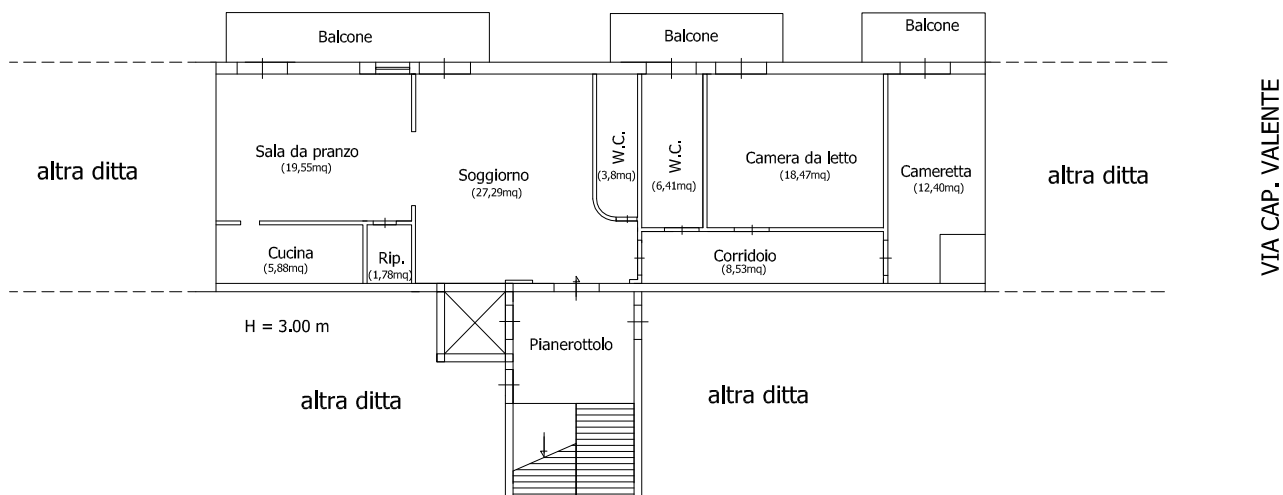 Balcone
Balcone
Balcone
altra ditta
Sala da pranzo
(19,55mq)
Soggiorno
(27,29mq)
W.C.
(3,8mq)
W.C.
(6,41mq)
Camera da letto
(18,47mq)
Cameretta
(12,40mq)
altra ditta
VIA CAP. VALENTE
Cucina
(5,88mq)
Rip.
(1,78mq)
Corridoio
(8,53mq)
H = 3.00 m
Pianerottolo
altra ditta
altra ditta